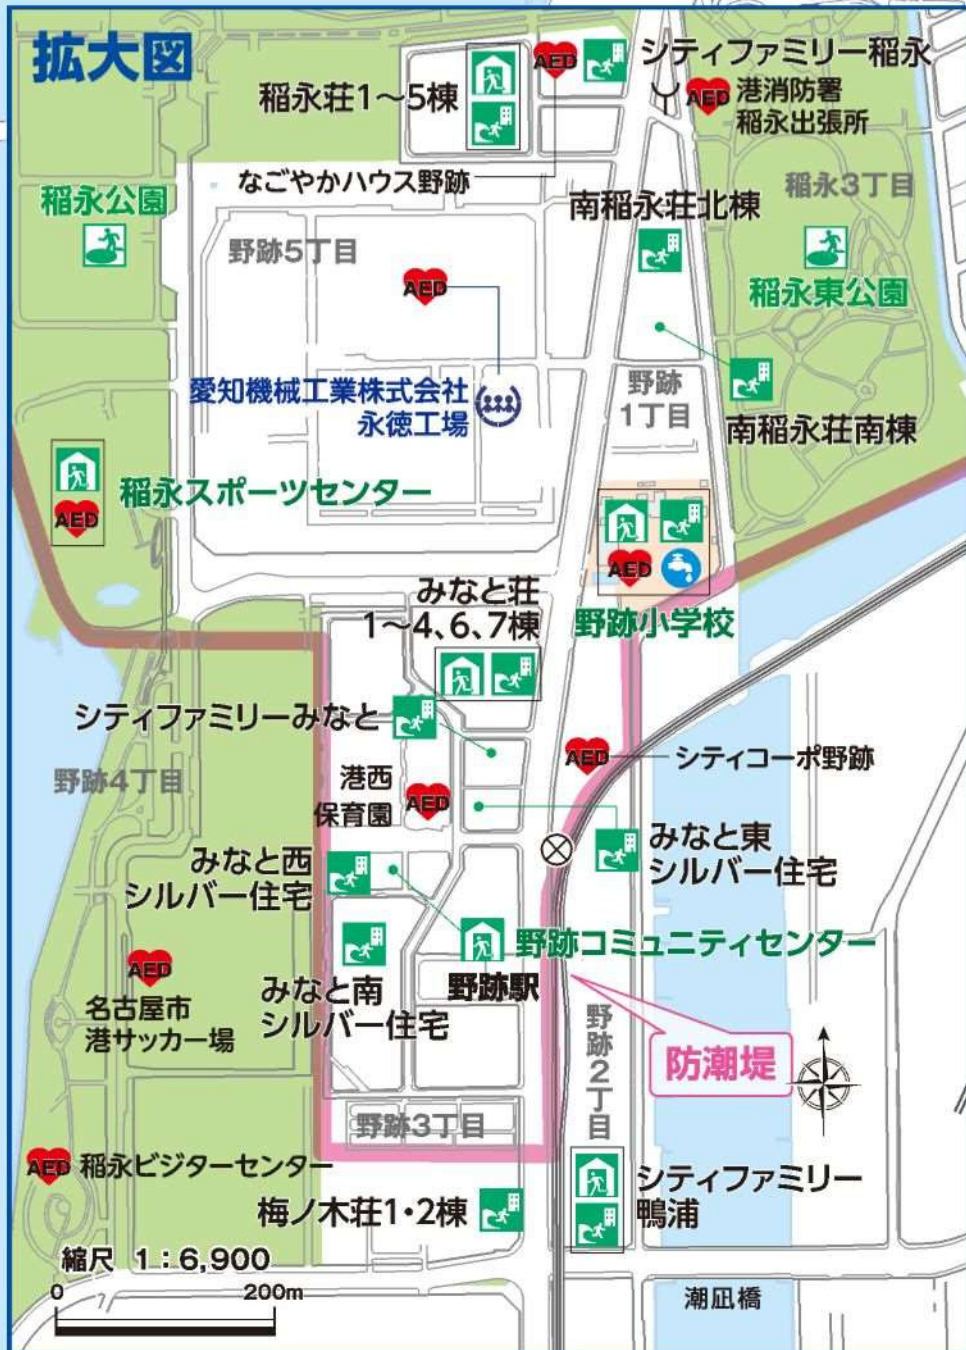 拡大図
シティファミリー稲永
AED
AED
港消防署
稲永出張所
稲永荘1〜5棟
なごやかハウス野跡
稲永3丁目
稲永公園
南稲永荘北棟
野跡5丁目
稲永東公園
AED
愛知機械工業株式会社
永徳工場
野跡
1丁目
南稲永荘南棟
稲永スポーツセンター
AED
AED
野跡小学校
みなと荘
1〜4、6、7棟
シティファミリーみなと
野跡4丁目
AED
シティコーポ野跡
港西
保育園
AED
みなと東
シルバー住宅
みなと西
シルバー住宅
野跡コミュニティセンター
AED
名古屋市
港サッカー場
みなと南
シルバー住宅
野跡駅
野跡2丁目
防潮堤
野跡3丁目
AED
稲永ビジターセンター
シティファミリー
鴨浦
梅ノ木荘1・2棟
縮尺 1:6,900
0 200m
潮凪橋